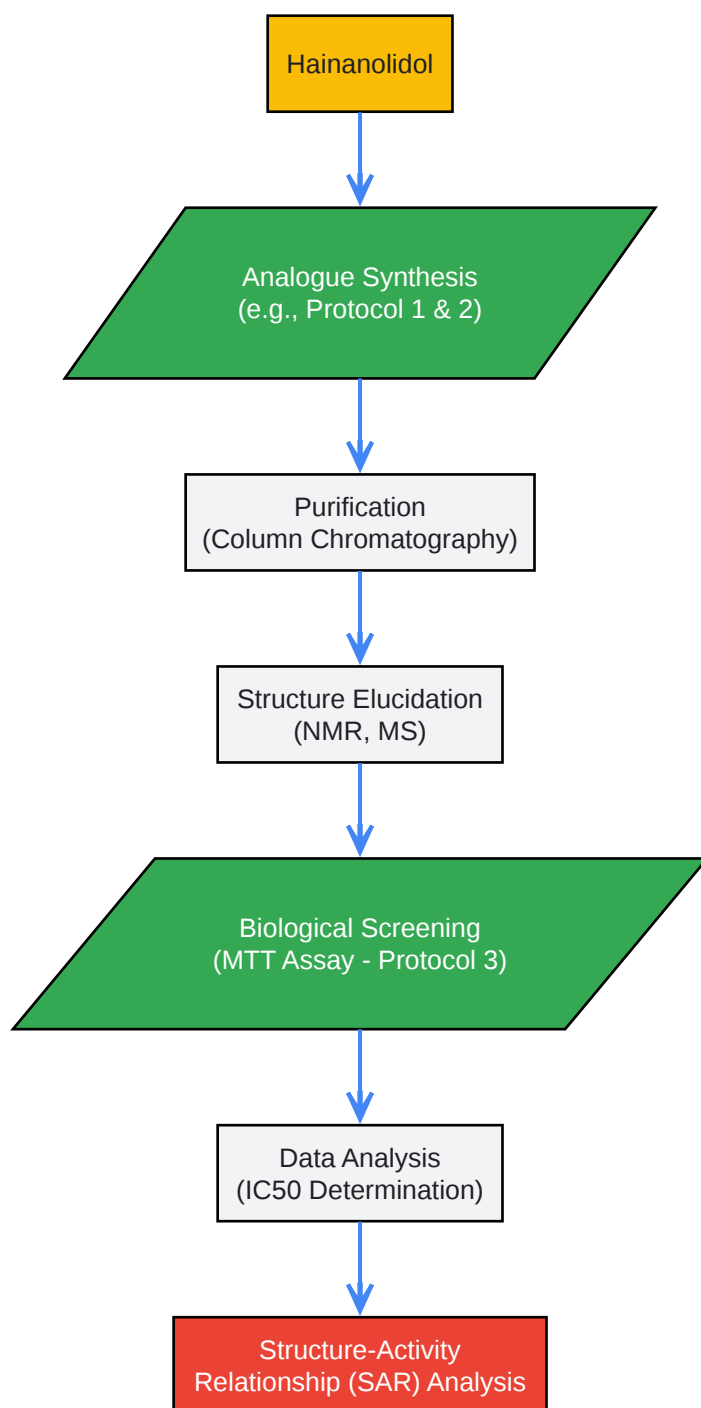 Hainanolidol
Analogue Synthesis
(e.g., Protocol 1 & 2)
Purification
(Column Chromatography)
Structure Elucidation
(NMR, MS)
Biological Screening
(MTT Assay - Protocol 3)
Data Analysis
(IC50 Determination)
Structure-Activity
Relationship (SAR) Analysis